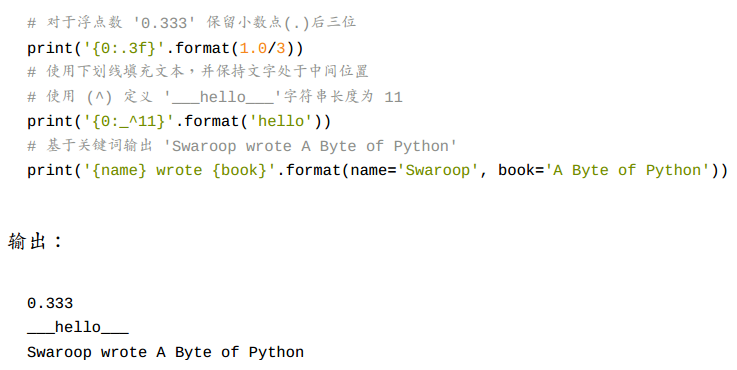 # 对于浮点数 '0.333' 保留小数点(.)后三位
print('{0:.3f}'.format(1.0/3))
# 使用下划线填充文本，并保持文字处于中间位置
# 使用 (^) 定义 '___hello___'字符串长度为 11
print('{0:_^11}'.format('hello'))
# 基于关键词输出 'Swaroop wrote A Byte of Python'
print('{name} wrote {book}'.format(name='Swaroop', book='A Byte of Python'))
输出：
0.333
___hello___
Swaroop wrote A Byte of Python